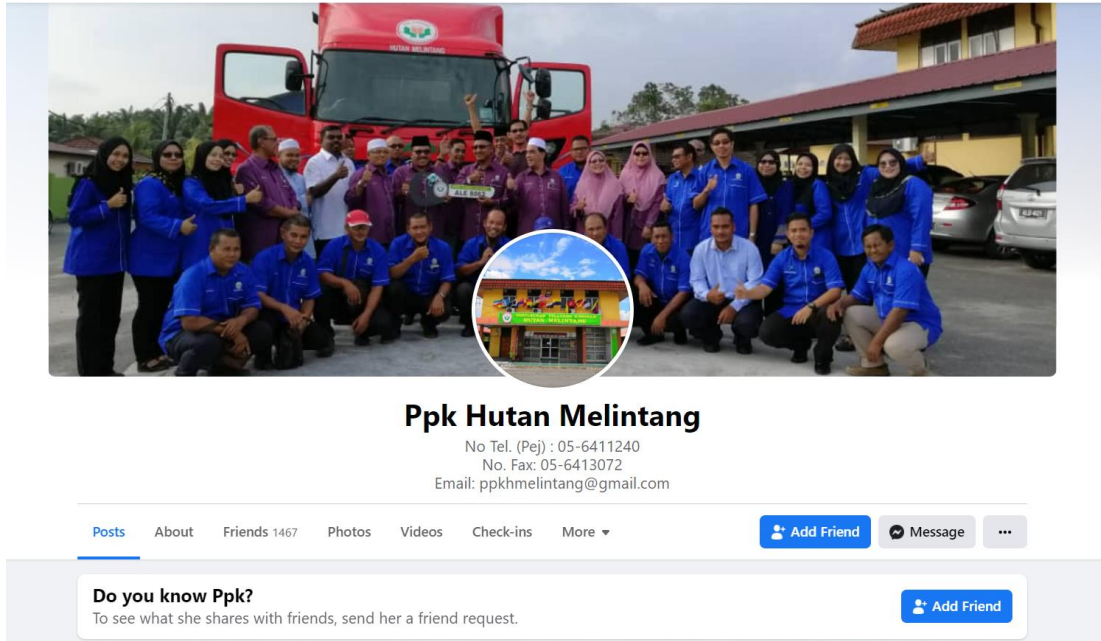 HUTAN MELINTANG
ALE 8062
HUTAN MELINTANG
Ppk Hutan Melintang
No Tel. (Pej) : 05-6411240
No. Fax: 05-6413072
Email: ppkhmelintang@gmail.com
Posts About Friends 1467 Photos Videos Check-ins More
Add Friend Message ...
Do you know Ppk?
To see what she shares with friends, send her a friend request.
Add Friend